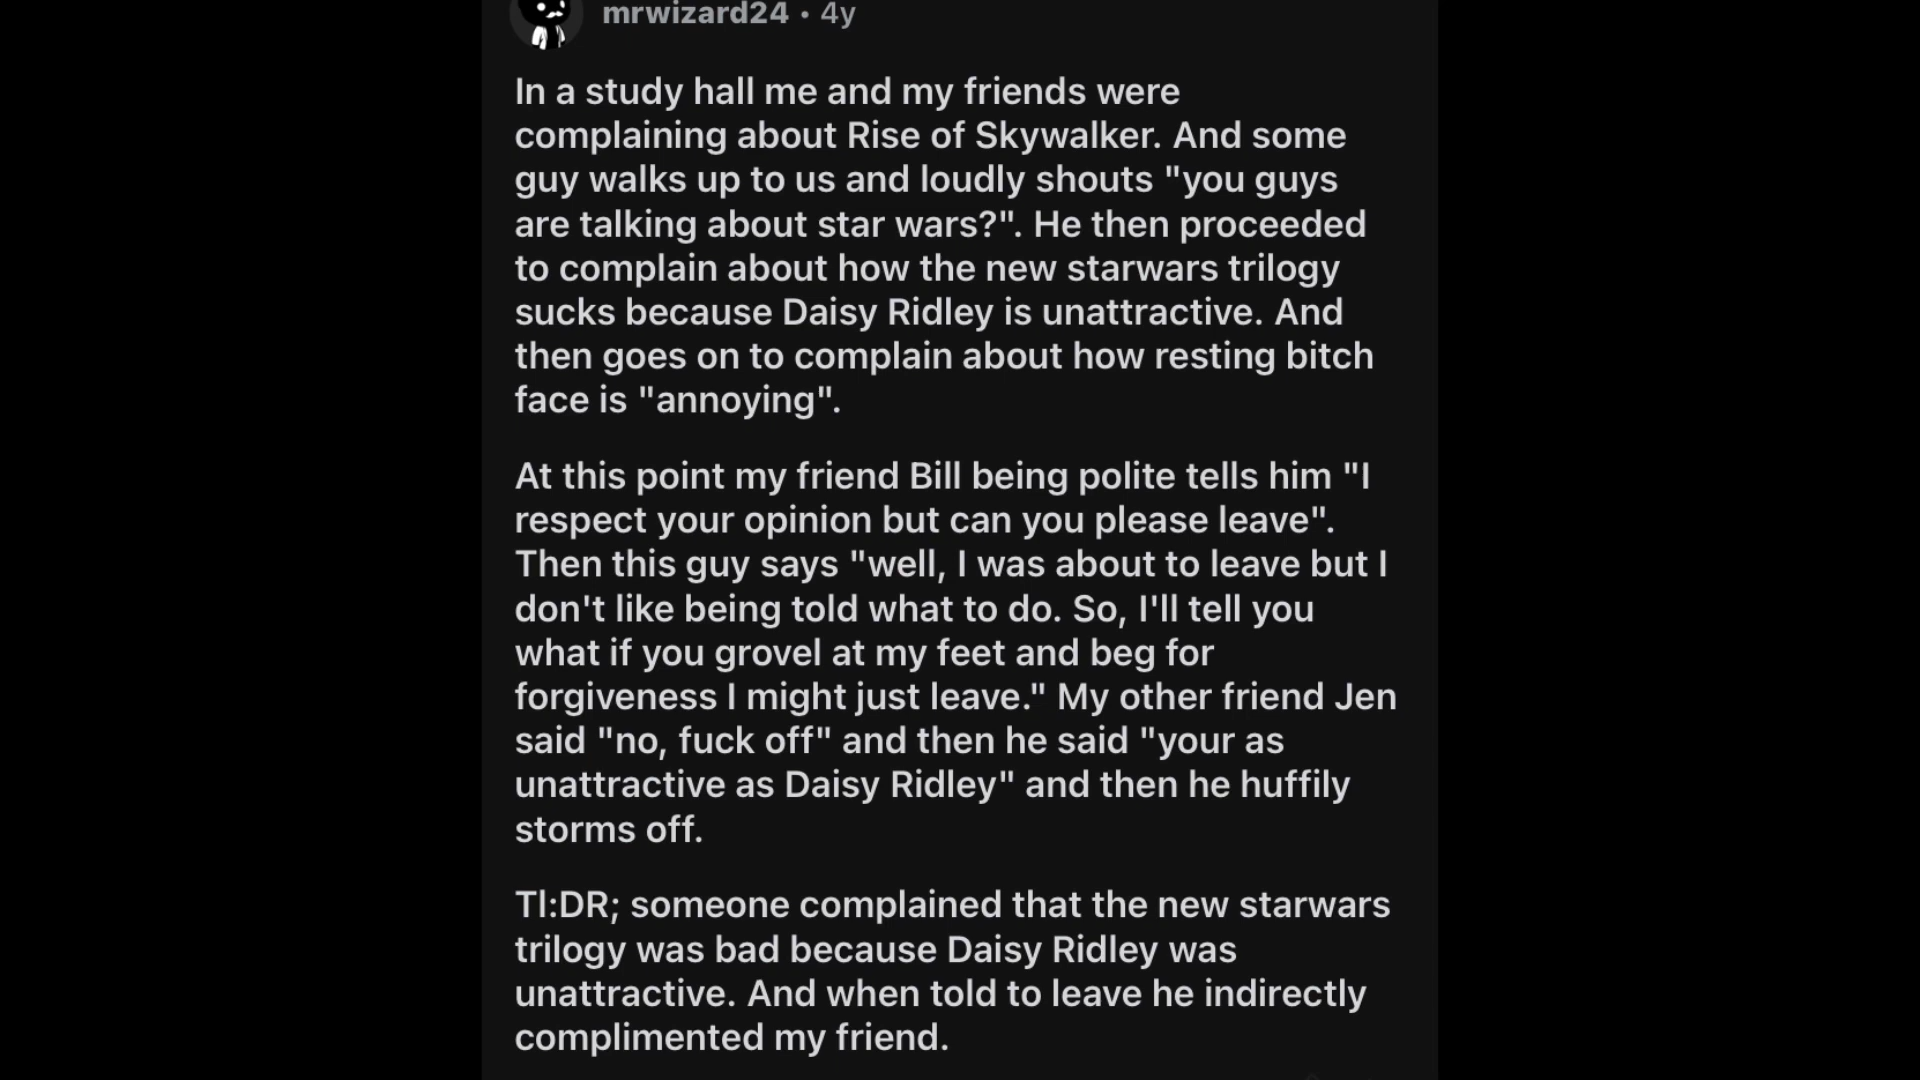 mrwizard24 • 4y
In a study hall me and my friends were
complaining about Rise of Skywalker. And some
guy walks up to us and loudly shouts "you guys
are talking about star wars?". He then proceeded
to complain about how the new starwars trilogy
sucks because Daisy Ridley is unattractive. And
then goes on to complain about how resting bitch
face is "annoying".
At this point my friend Bill being polite tells him "I
respect your opinion but can you please leave".
Then this guy says "well, I was about to leave but I
don't like being told what to do. So, I'll tell you
what if you grovel at my feet and beg for
forgiveness I might just leave." My other friend Jen
said "no, fuck off" and then he said "your as
unattractive as Daisy Ridley" and then he huffily
storms off.
Tl:DR; someone complained that the new starwars
trilogy was bad because Daisy Ridley was
unattractive. And when told to leave he indirectly
complimented my friend.